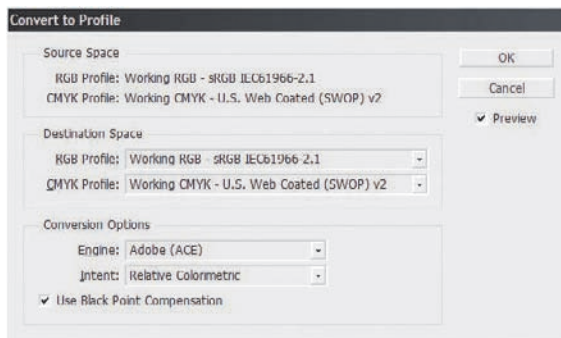 Convert to Profile
Source Space
RGB Profile: Working RGB - sRGB IEC61966-2.1
CMYK Profile: Working CMYK - U.S. Web Coated (SWOP) v2
OK
Cancel
Preview
Destination Space
RGB Profile: Working RGB - sRGB IEC61966-2.1
CMYK Profile: Working CMYK - U.S. Web Coated (SWOP) v2
Conversion Options
Engine: Adobe (ACE)
Intent: Relative Colorimetric
Use Black Point Compensation